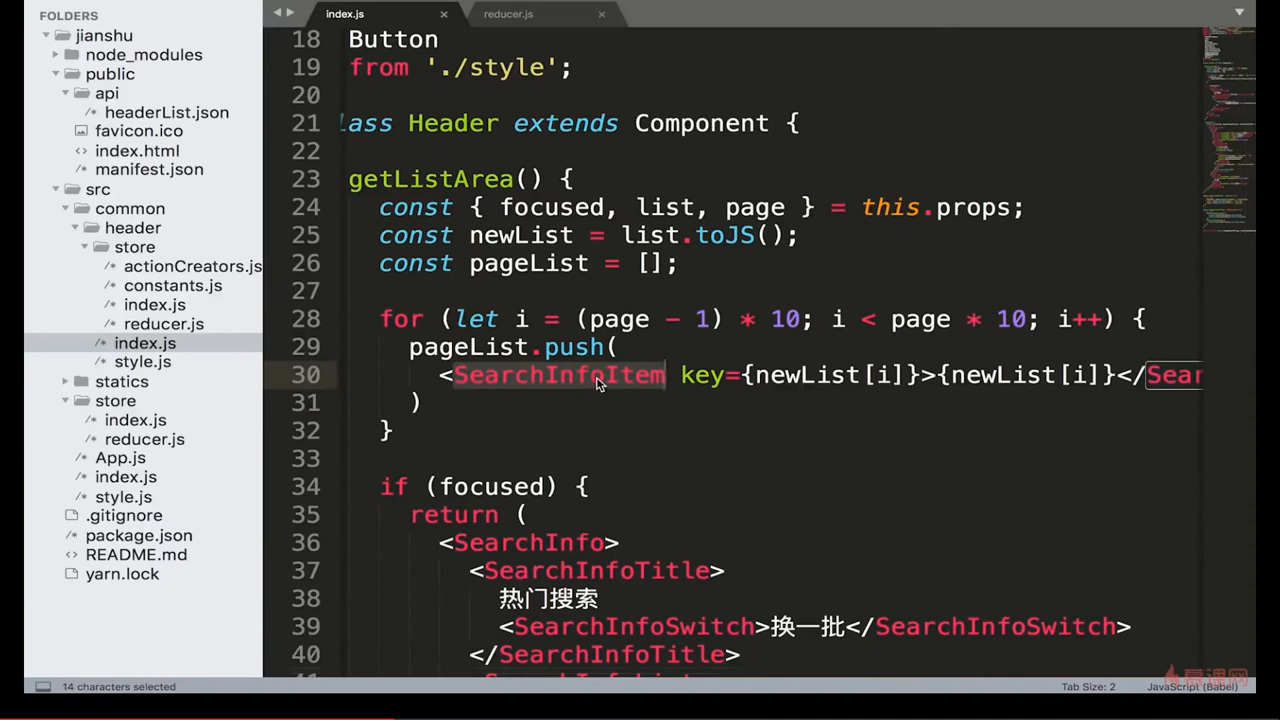 FOLDERS
jianshu
node_modules
public
api
headerList.json
favicon.ico
index.html
manifest.json
src
common
header
store
actionCreators.js
constants.js
index.js
reducer.js
index.js
style.js
statics
store
index.js
reducer.js
App.js
index.js
style.js
.gitignore
package.json
README.md
yarn.lock
index.js
reducer.js
18 Button
19 from './style';
20
21 lass Header extends Component {
22
23 getListArea() {
24 const { focused, list, page } = this.props;
25 const newList = list.toJS();
26 const pageList = [];
27
28 for (let i = (page - 1) * 10; i < page * 10; i++) {
29 pageList.push(
30 <SearchInfoItem key={newList[i]}>{newList[i]}</Sear
31 )
32 }
33
34 if (focused) {
35 return (
36 <SearchInfo>
37 <SearchInfoTitle>
38 热门搜索
39 <SearchInfoSwitch>换一批</SearchInfoSwitch>
40 </SearchInfoTitle>
14 characters selected
Tab Size: 2
JavaScript (Babel)
慕课网